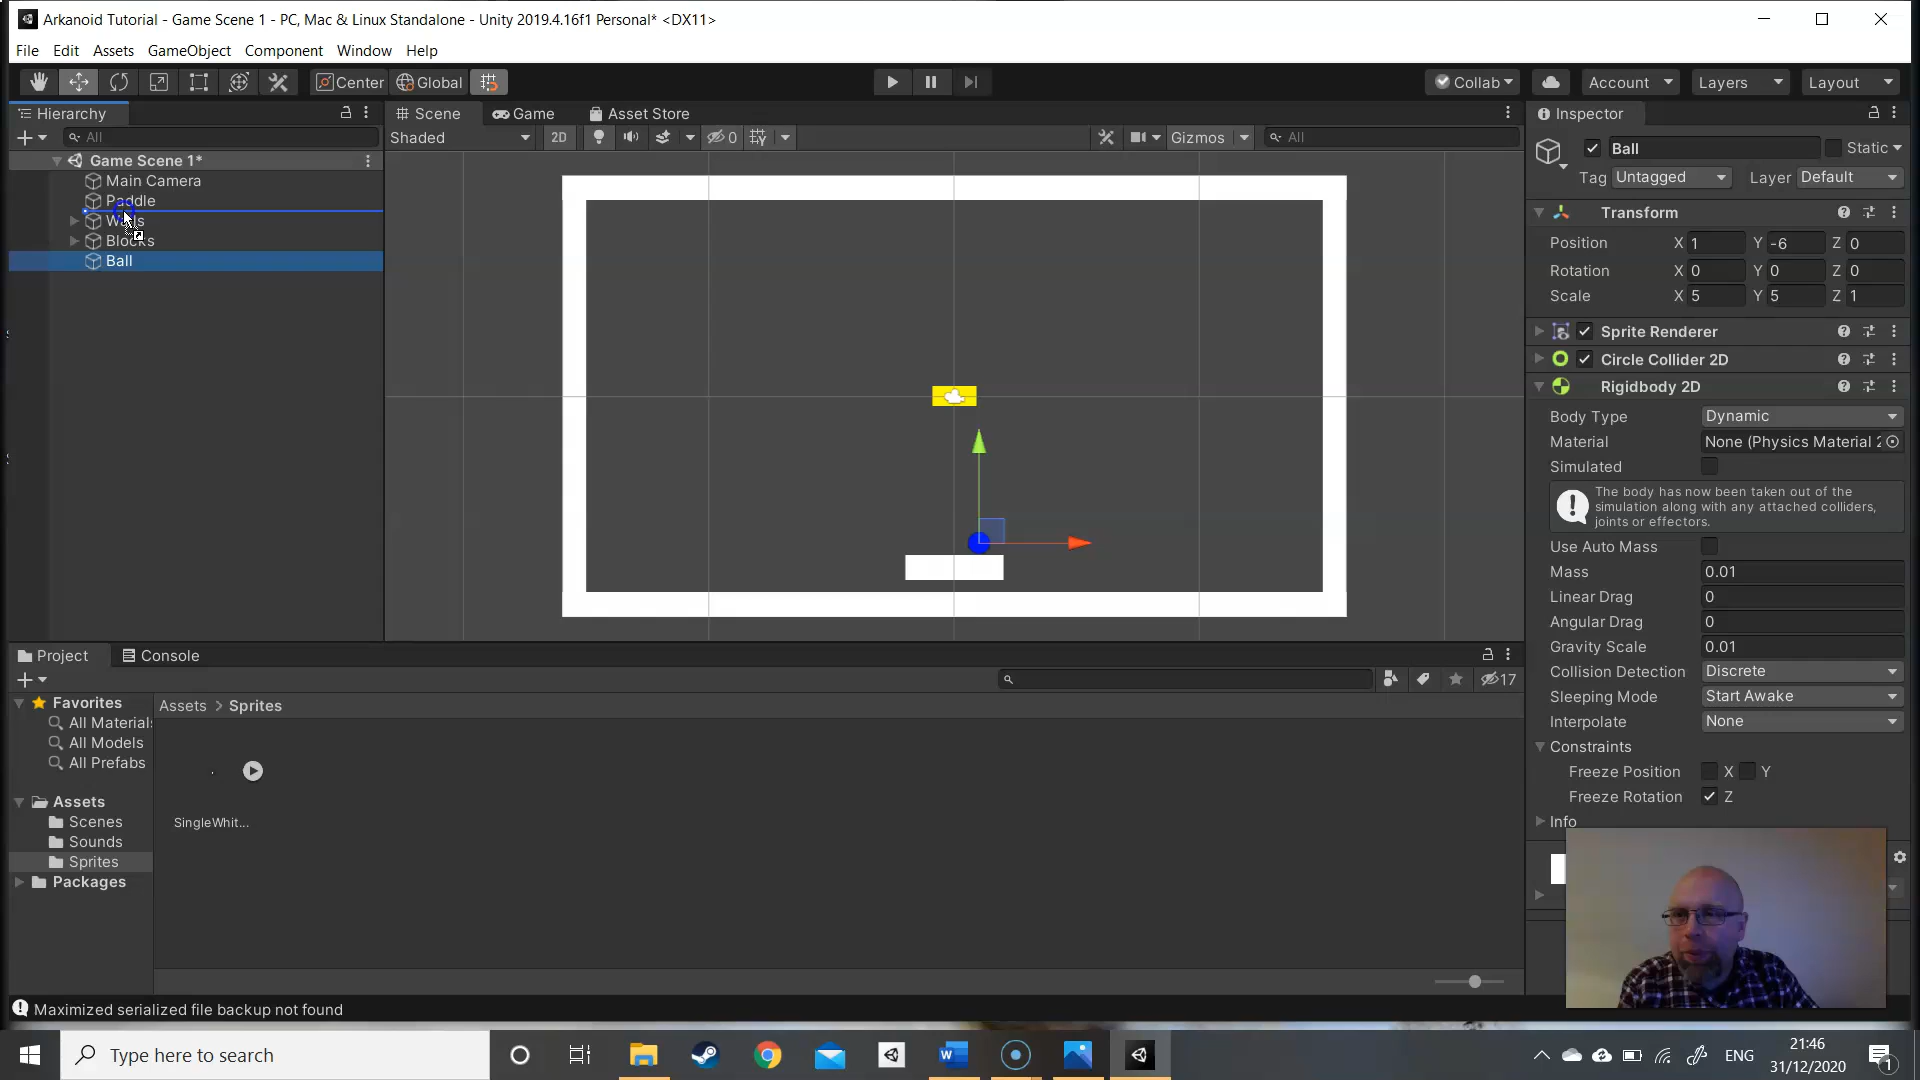 Arkanoid Tutorial - Game Scene 1 - PC, Mac & Linux Standalone - Unity 2019.4.16f1 Personal* <DX11>
File Edit Assets GameObject Component Window Help
Center Global Collab Account Layers Layout
Hierarchy
All
Game Scene 1*
Main Camera
Paddle
Walls
Blocks
Ball
Scene Game Asset Store
Shaded 2D 0 Gizmos All
Inspector
Ball Static
Tag Untagged Layer Default
Transform
Position X 1 Y -6 Z 0
Rotation X 0 Y 0 Z 0
Scale X 5 Y 5 Z 1
Sprite Renderer
Circle Collider 2D
Rigidbody 2D
Body Type Dynamic
Material None (Physics Material 2
Simulated
The body has now been taken out of the
simulation along with any attached colliders,
joints or effectors.
Use Auto Mass
Mass 0.01
Linear Drag 0
Angular Drag 0
Gravity Scale 0.01
Collision Detection Discrete
Sleeping Mode Start Awake
Interpolate None
Constraints
Freeze Position X Y
Freeze Rotation Z
Info
Project Console
17
Favorites
All Materials
All Models
All Prefabs
Assets
Scenes
Sounds
Sprites
Packages
Assets > Sprites
SingleWhit...
Maximized serialized file backup not found
Type here to search
ENG
21:46
31/12/2020
1